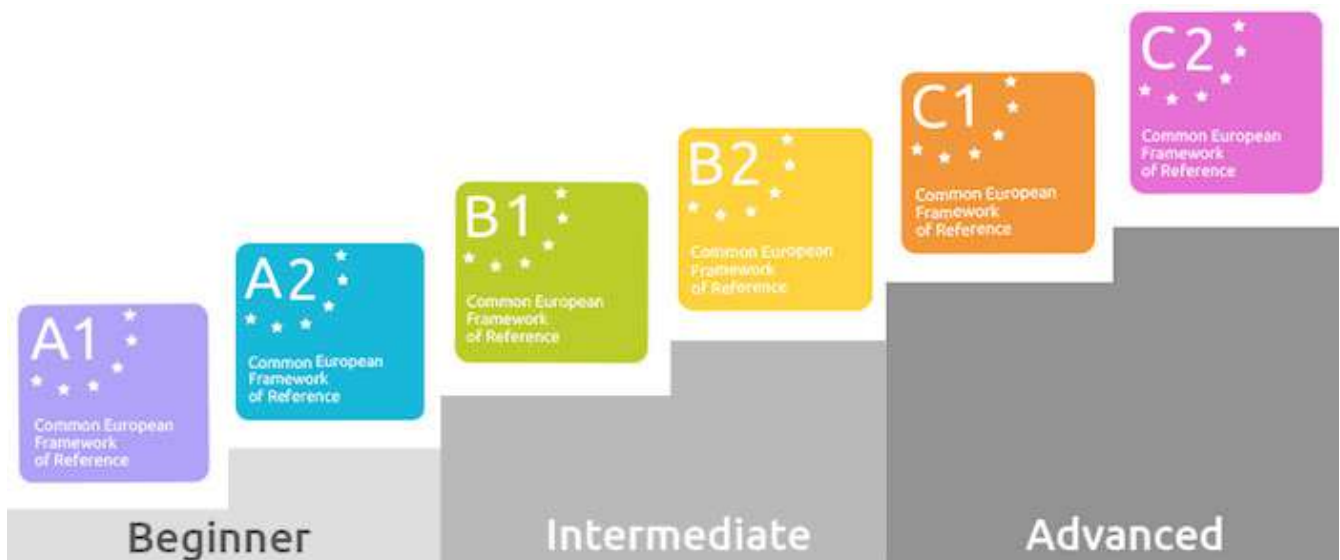 A1
Common European
Framework
of Reference
A2
Common European
Framework
of Reference
B1
Common European
Framework
of Reference
B2
Common European
Framework
of Reference
C1
Common European
Framework
of Reference
C2
Common European
Framework
of Reference
Beginner
Intermediate
Advanced